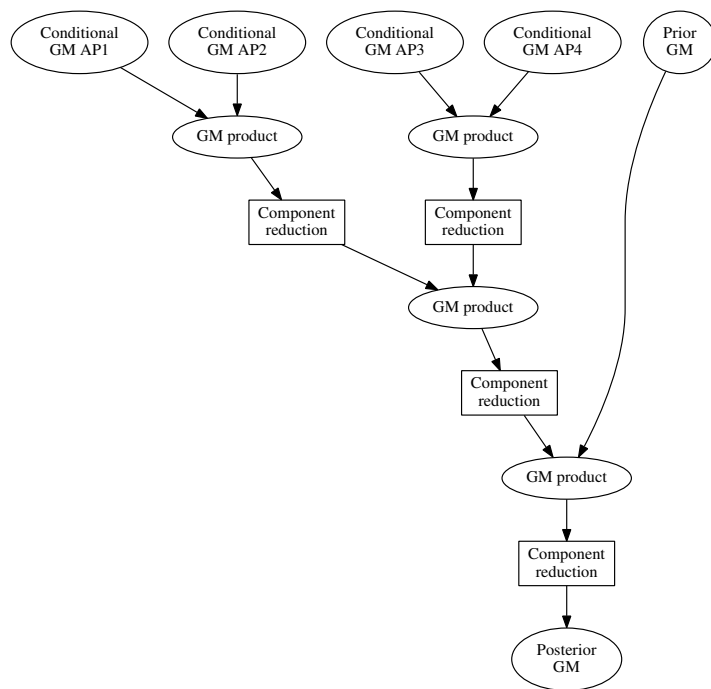 Conditional
GM AP1
Conditional
GM AP2
Conditional
GM AP3
Conditional
GM AP4
Prior
GM
GM product
GM product
Component
reduction
Component
reduction
GM product
Component
reduction
GM product
Component
reduction
Posterior
GM